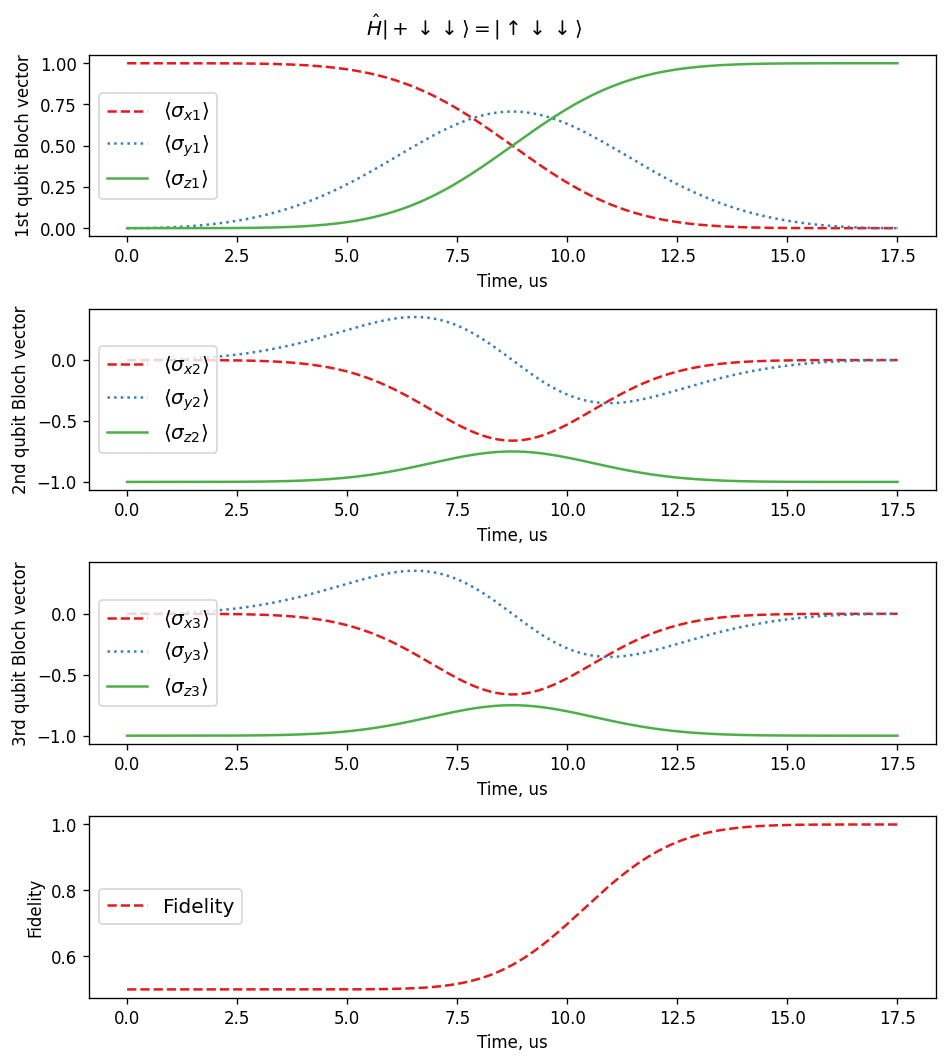 Ĥ|+ ↓ ↓⟩ = |↑ ↓ ↓⟩
1st qubit Bloch vector
1.00
0.75
0.50
0.25
0.00
⟨σx1⟩
⟨σy1⟩
⟨σz1⟩
0.0 2.5 5.0 7.5 10.0 12.5 15.0 17.5
Time, us
2nd qubit Bloch vector
0.0
−0.5
−1.0
⟨σx2⟩
⟨σy2⟩
⟨σz2⟩
0.0 2.5 5.0 7.5 10.0 12.5 15.0 17.5
Time, us
3rd qubit Bloch vector
0.0
−0.5
−1.0
⟨σx3⟩
⟨σy3⟩
⟨σz3⟩
0.0 2.5 5.0 7.5 10.0 12.5 15.0 17.5
Time, us
Fidelity
1.0
0.8
0.6
Fidelity
0.0 2.5 5.0 7.5 10.0 12.5 15.0 17.5
Time, us